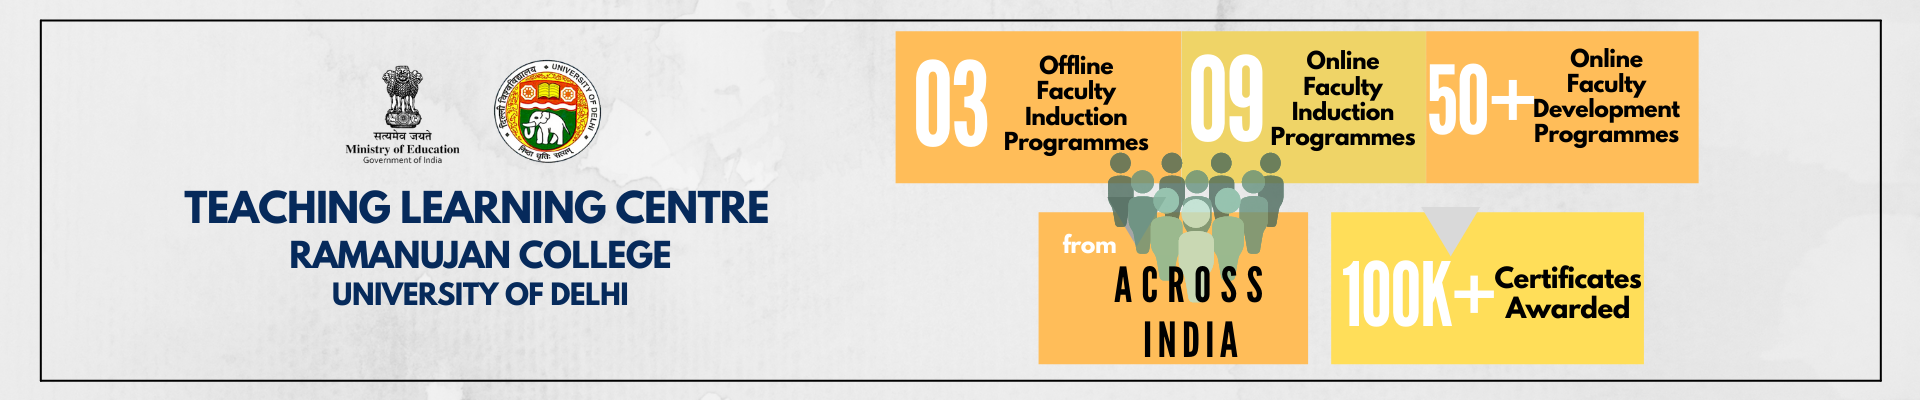 सत्यमेव जयते
Ministry of Education
Government of India
दिल्ली विश्वविद्यालय
UNIVERSITY OF DELHI
निष्ठा धृतिः सत्यम्
TEACHING LEARNING CENTRE
RAMANUJAN COLLEGE
UNIVERSITY OF DELHI
03
Offline
Faculty
Induction
Programmes
09
Online
Faculty
Induction
Programmes
50+
Online
Faculty
Development
Programmes
from
ACROSS
INDIA
100K+
Certificates
Awarded